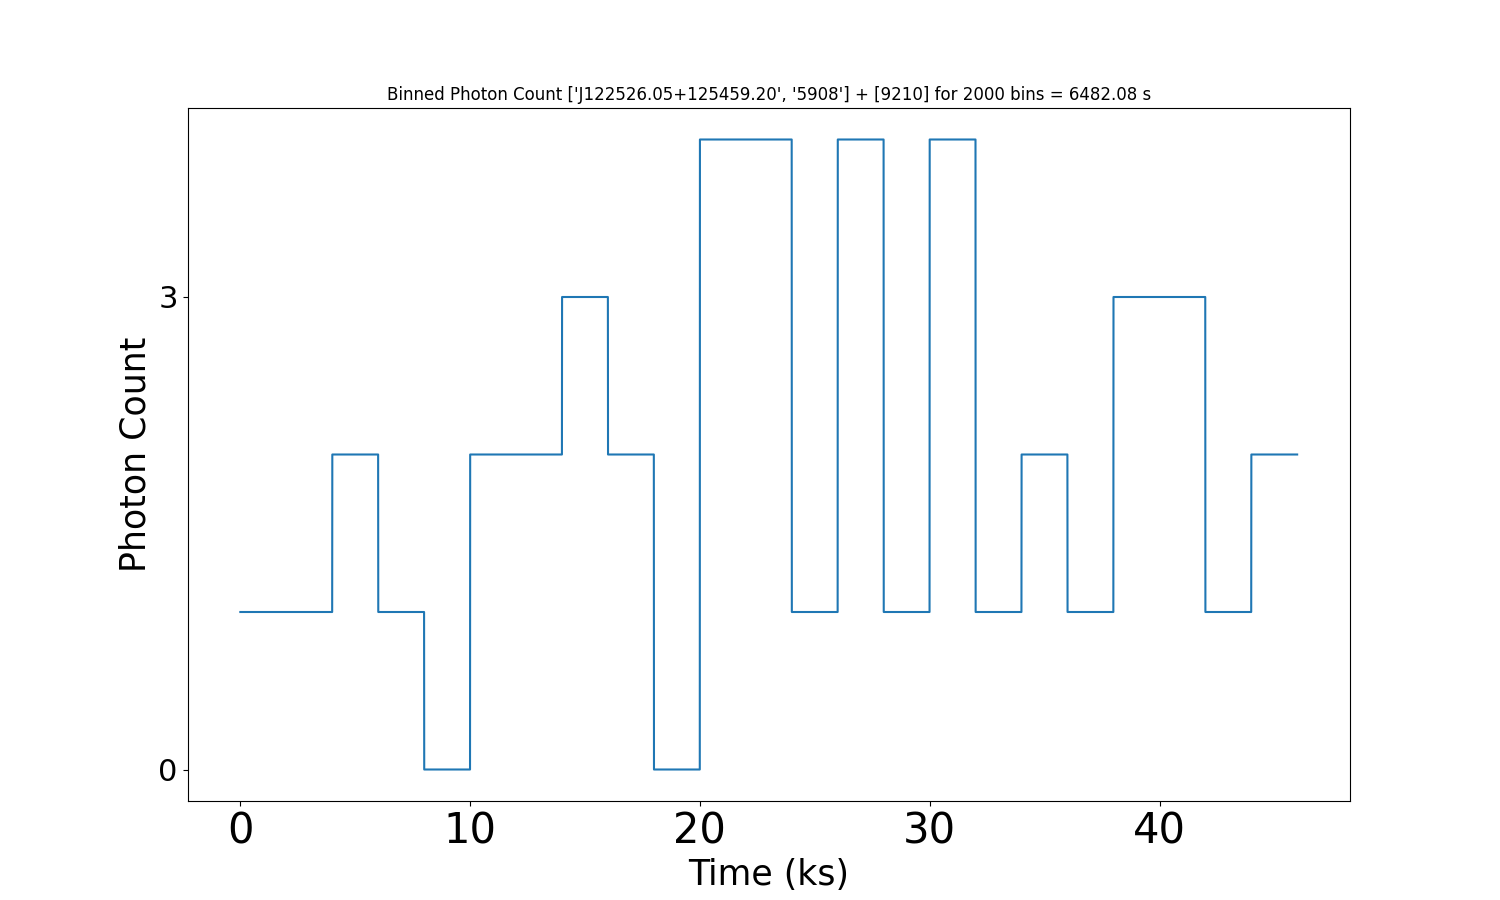 Binned Photon Count ['J122526.05+125459.20', '5908'] + [9210] for 2000 bins = 6482.08 s
3
Photon Count
0
0 10 20 30 40
Time (ks)